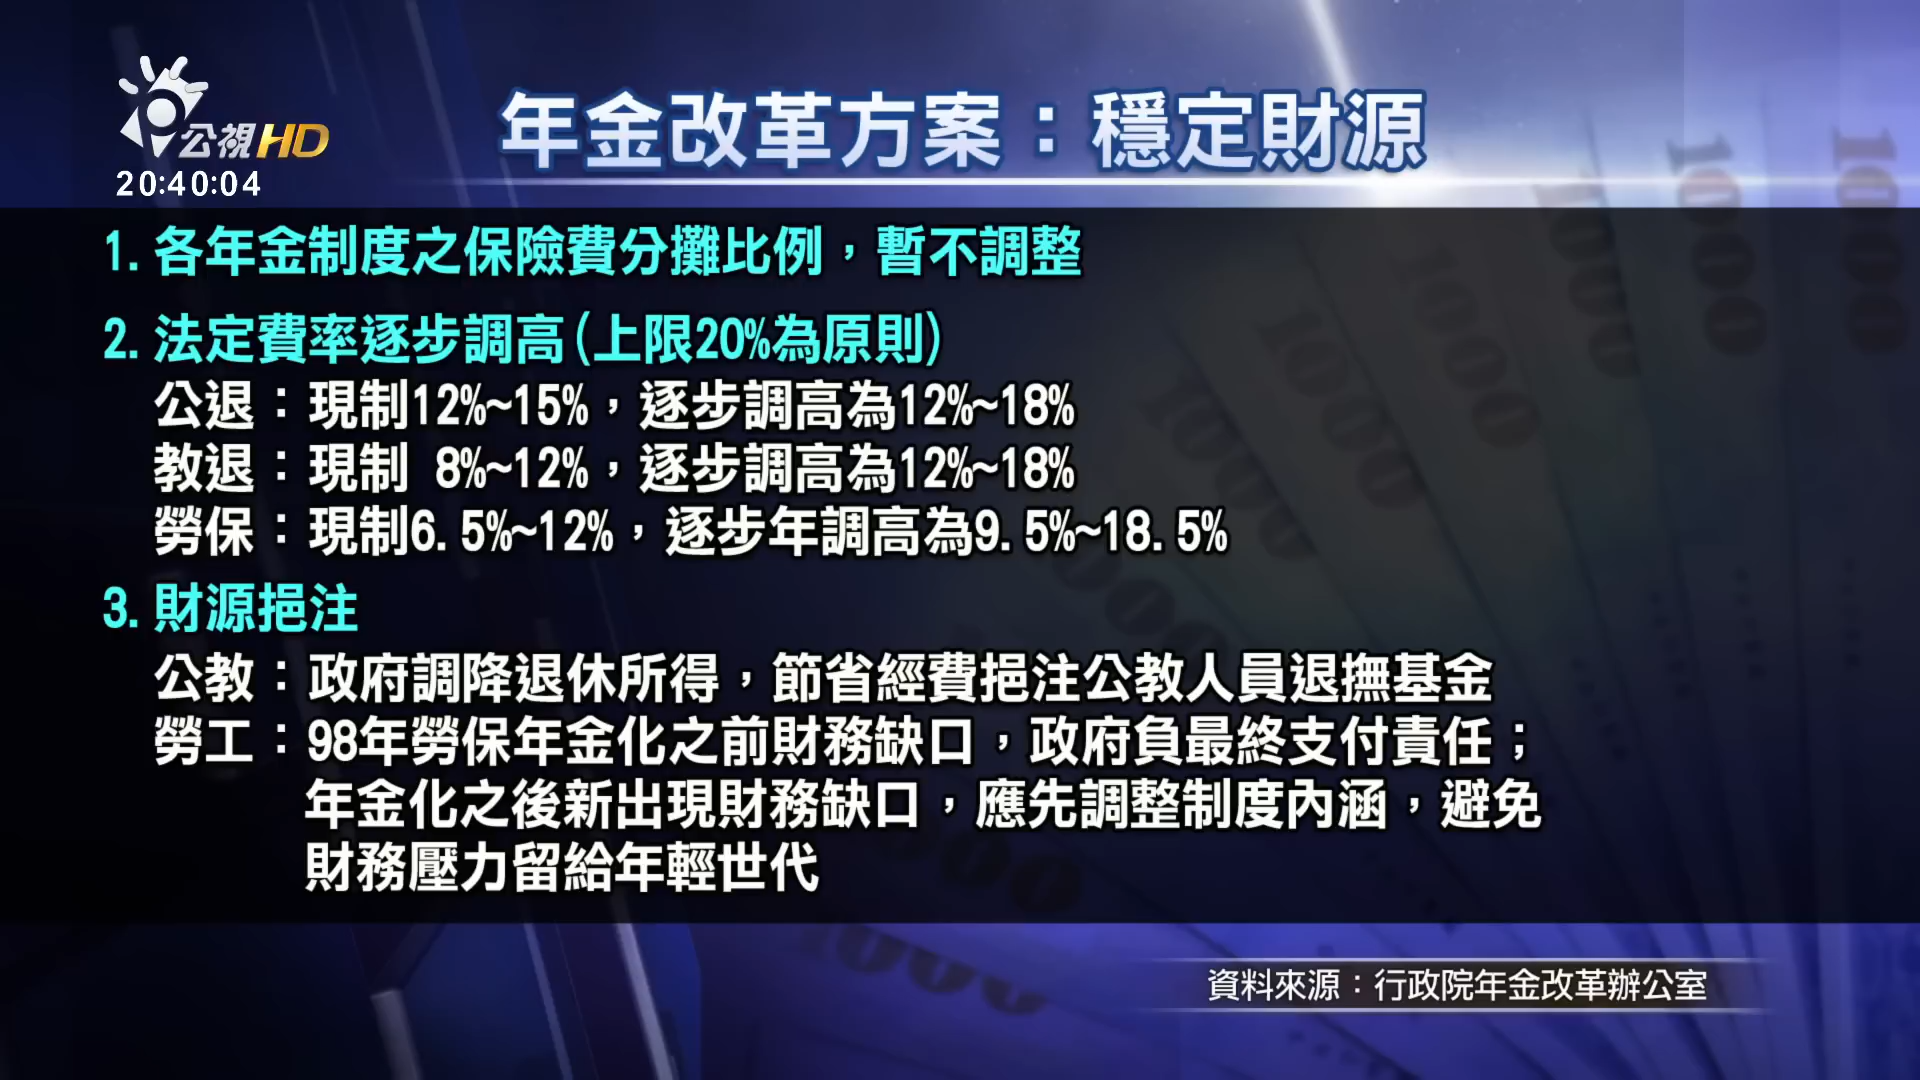 公視HD
20:40:04
年金改革方案：穩定財源
1. 各年金制度之保險費分攤比例，暫不調整
2. 法定費率逐步調高(上限20%為原則)
公退：現制12%~15%，逐步調高為12%~18%
教退：現制 8%~12%，逐步調高為12%~18%
勞保：現制6.5%~12%，逐步年調高為9.5%~18.5%
3. 財源挹注
公教：政府調降退休所得，節省經費挹注公教人員退撫基金
勞工：98年勞保年金化之前財務缺口，政府負最終支付責任；
年金化之後新出現財務缺口，應先調整制度內涵，避免
財務壓力留給年輕世代
資料來源：行政院年金改革辦公室
1000
1000
1000
1000
1000
1000
1000
1000
1000